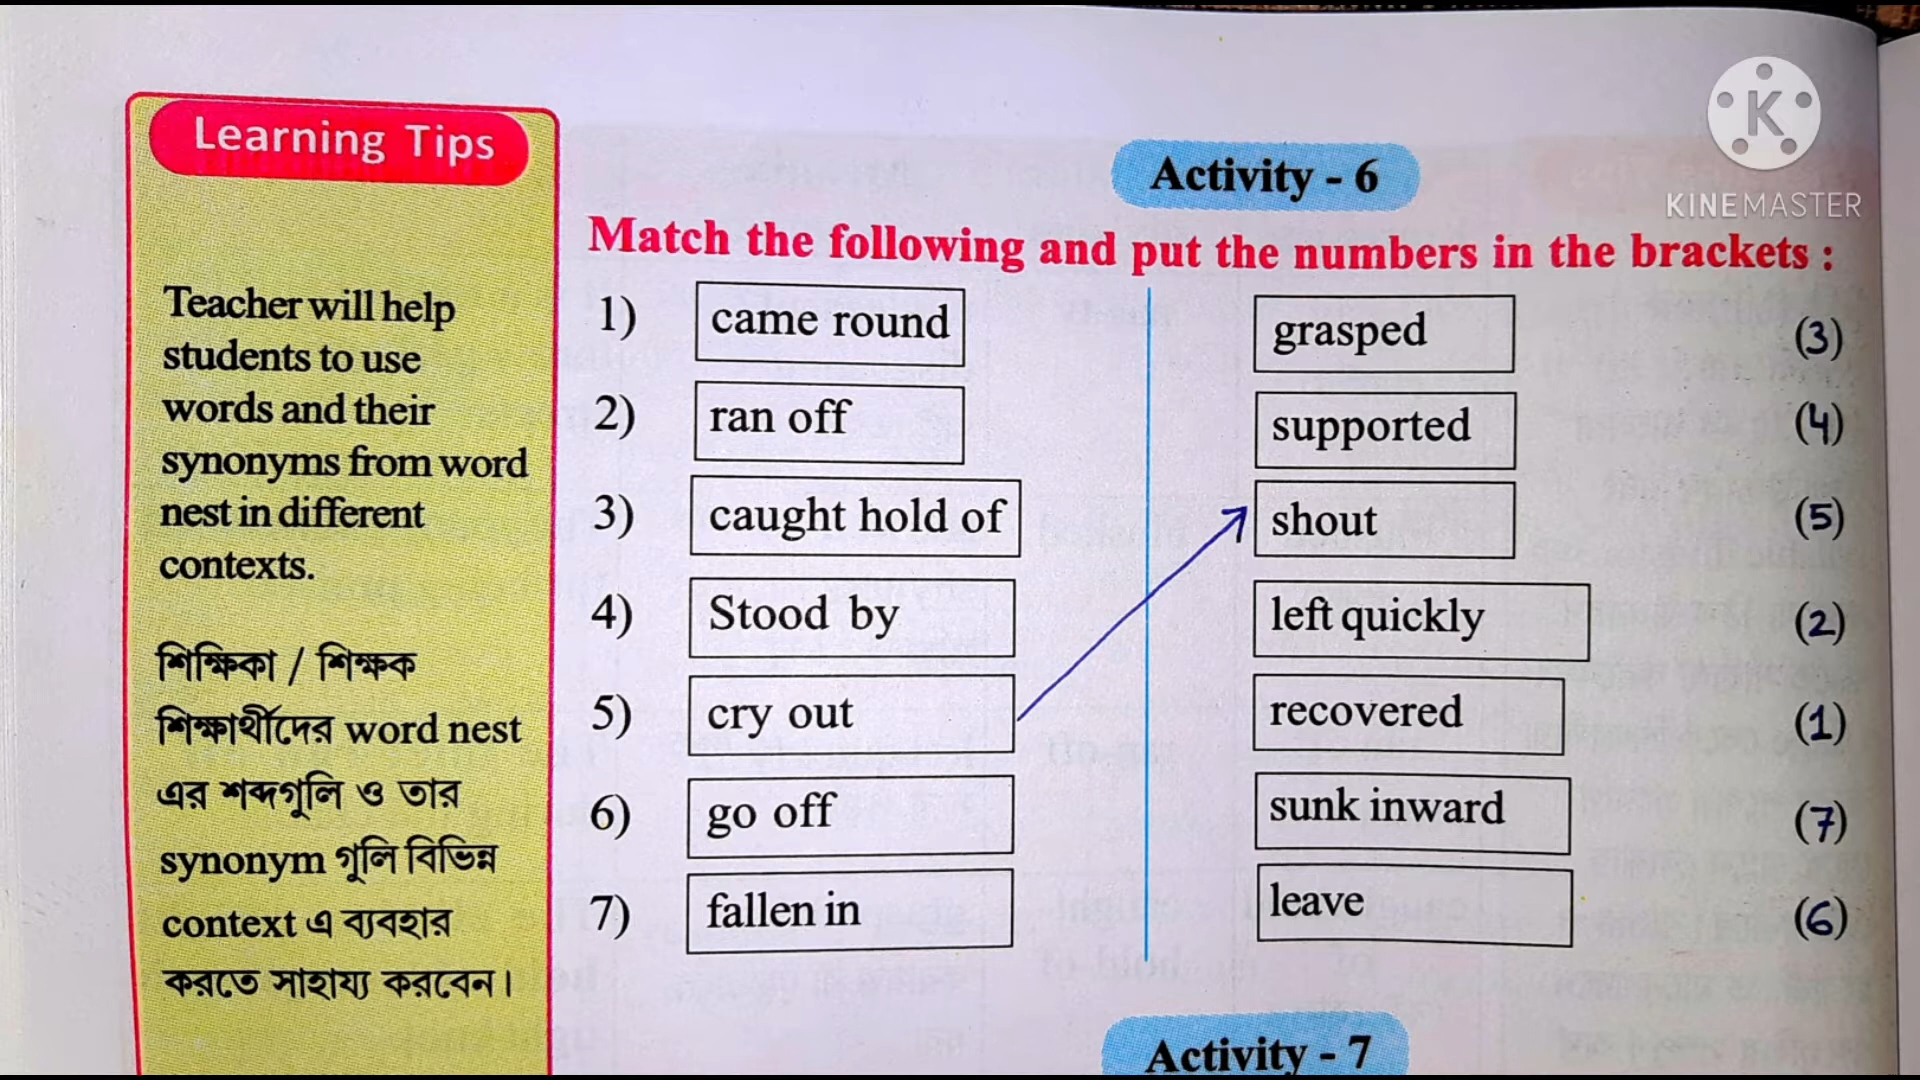 Learning Tips
Teacher will help
students to use
words and their
synonyms from word
nest in different
contexts.
শিক্ষিকা / শিক্ষক
শিক্ষার্থীদের word nest
এর শব্দগুলি ও তার
synonym গুলি বিভিন্ন
context এ ব্যবহার
করতে সাহায্য করবেন।
K
KINEMASTER
Activity - 6
Match the following and put the numbers in the brackets :
1) came round grasped (3)
2) ran off supported (4)
3) caught hold of shout (5)
4) Stood by left quickly (2)
5) cry out recovered (1)
6) go off sunk inward (7)
7) fallen in leave (6)
Activity - 7